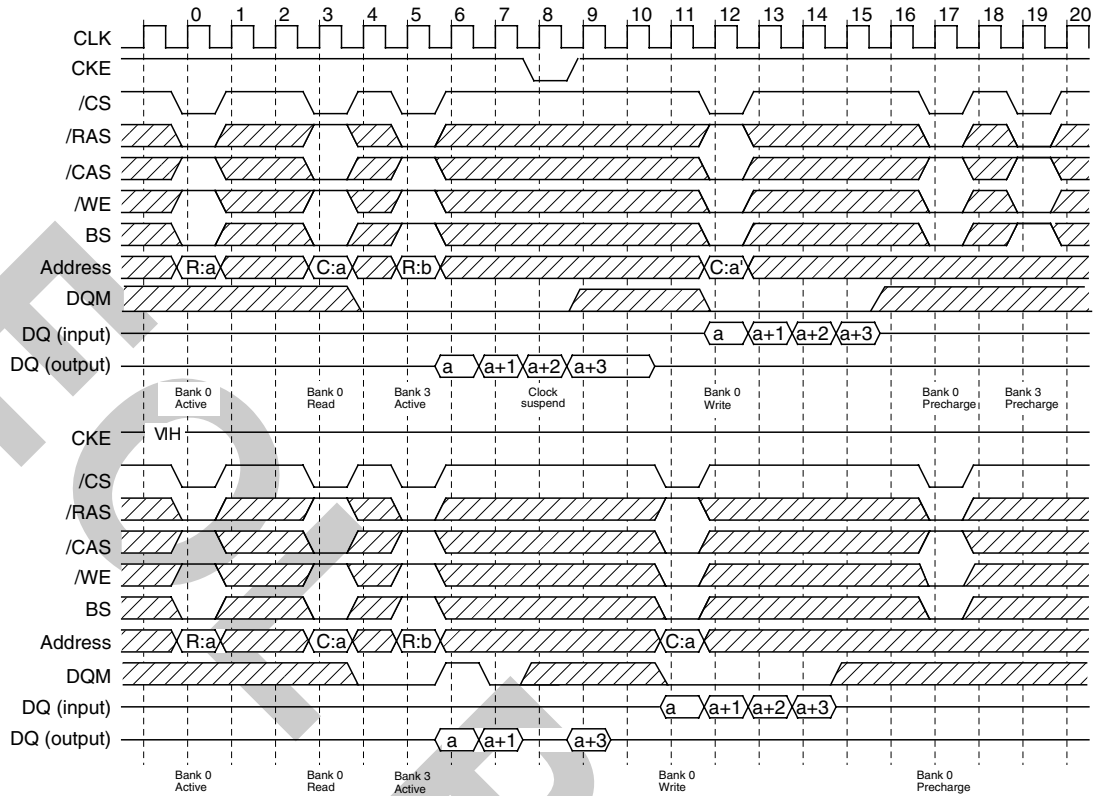 0 1 2 3 4 5 6 7 8 9 10 11 12 13 14 15 16 17 18 19 20
CLK
CKE
/CS
/RAS
/CAS
/WE
BS
Address R:a C:a R:b C:a'
DQM
DQ (input) a a+1 a+2 a+3
DQ (output) a a+1 a+2 a+3
Bank 0 Active
Bank 0 Read
Bank 3 Active
Clock suspend
Bank 0 Write
Bank 0 Precharge
Bank 3 Precharge
CKE VIH
/CS
/RAS
/CAS
/WE
BS
Address R:a C:a R:b C:a
DQM
DQ (input) a a+1 a+2 a+3
DQ (output) a a+1 a+3
Bank 0 Active
Bank 0 Read
Bank 3 Active
Bank 0 Write
Bank 0 Precharge